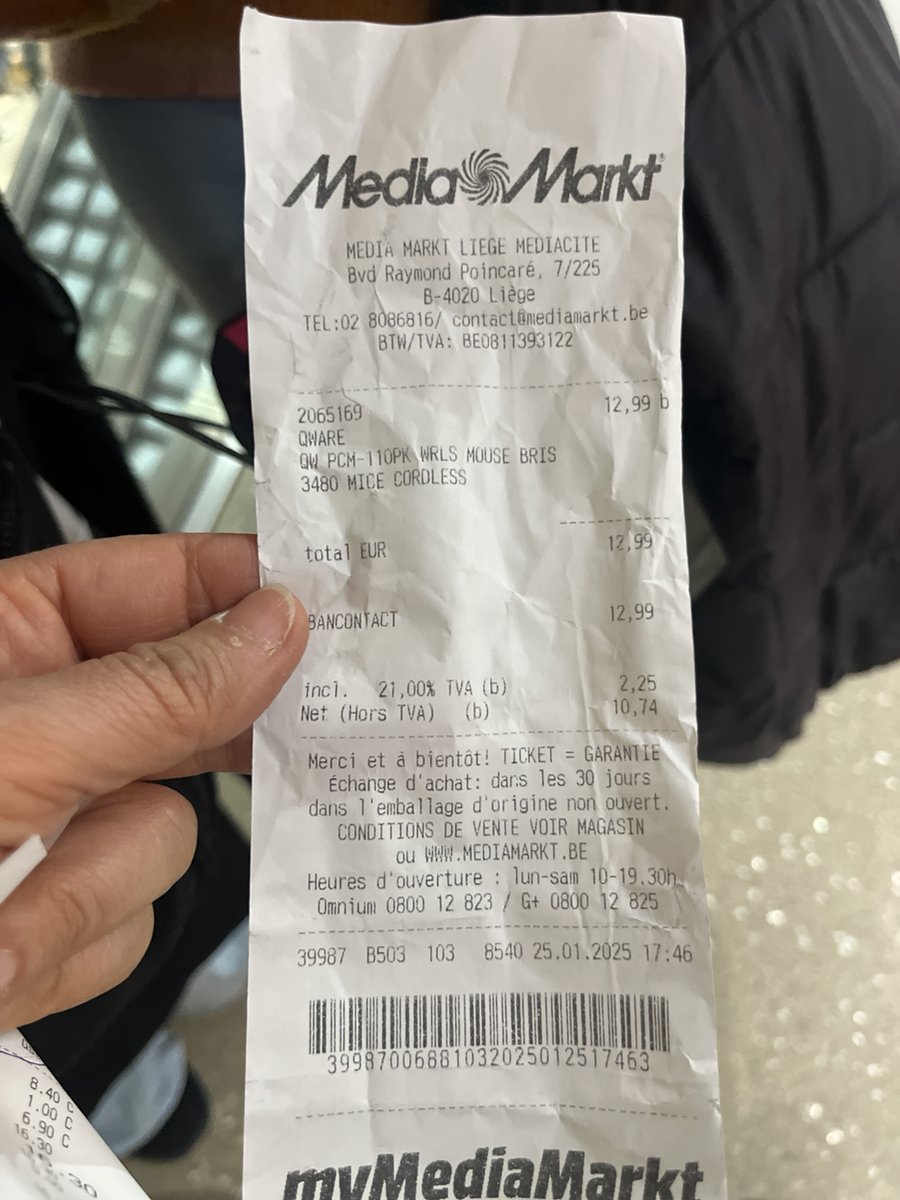 Media Markt
MEDIA MARKT LIEGE MEDIACITE
Bvd Raymond Poincaré, 7/225
B-4020 Liège
TEL:02 8086816/ contact@mediamarkt.be
BTW/TVA: BE0811393122
2065169 12,99 b
QWARE
QW PCM-110PK WRLS MOUSE BRIS
3480 MICE CORDLESS
total EUR 12,99
BANCONTACT 12,99
incl. 21,00% TVA (b) 2,25
Net (Hors TVA) (b) 10,74
Merci et à bientôt! TICKET = GARANTIE
Échange d'achat: dans les 30 jours
dans l'emballage d'origine non ouvert.
CONDITIONS DE VENTE VOIR MAGASIN
ou WWW.MEDIAMARKT.BE
Heures d'ouverture : lun-sam 10-19.30h
Omnium 0800 12 823 / G+ 0800 12 825
39987 B503 103 8540 25.01.2025 17:46
3998700688103202501251746​3
myMediaMarkt
8.40 C
1.00 C
6.90 C
16.30